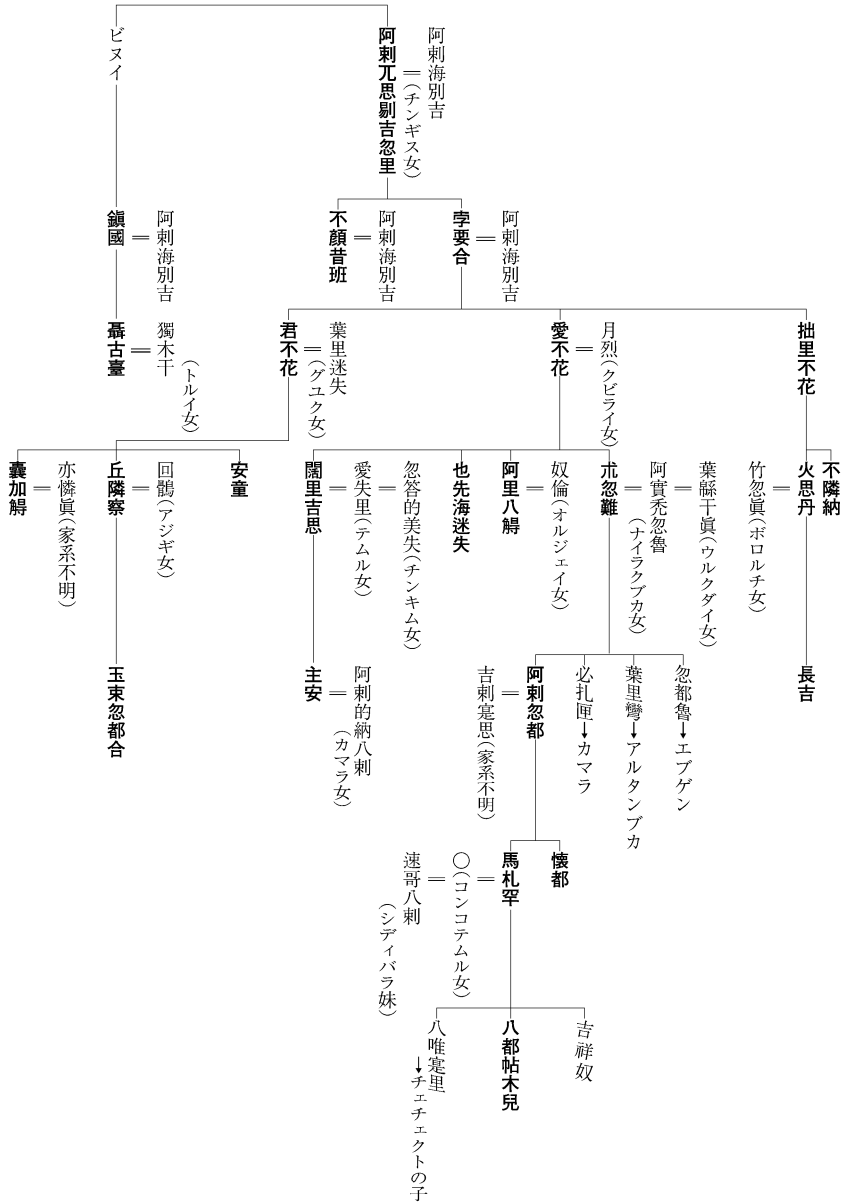 阿剌海別吉
(チンギス女)
阿剌兀思剔吉忽里
ビヌイ
阿剌海別吉
孛要合
阿剌海別吉
不顔昔班
阿剌海別吉
鎭國
拙里不花
月烈(クビライ女)
愛不花
葉里迷失
(グユク女)
君不花
獨木干
(トルイ女)
聶古臺
不隣納
火思丹
竹忽眞(ボロルチ女)
葉緜干眞(ウルクダイ女)
阿實禿忽魯
(ナイラクブカ女)
朮忽難
奴倫(オルジェイ女)
阿里八䚟
也先海迷失
忽答的美失(チンキム女)
愛失里(テムル女)
闊里吉思
安童
回鶻(アジギ女)
丘隣察
亦憐眞(家系不明)
囊加䚟
長吉
忽都魯→エブゲン
葉里彎→アルタンブカ
必扎匣→カマラ
阿剌忽都
吉剌寔思(家系不明)
阿剌的納八剌
(カマラ女)
主安
玉束忽都合
懐都
馬札罕
〇(コンコテムル女)
速哥八剌
(シディバラ妹)
吉祥奴
八都帖木兒
八唯寔里
→チェチェクトの子